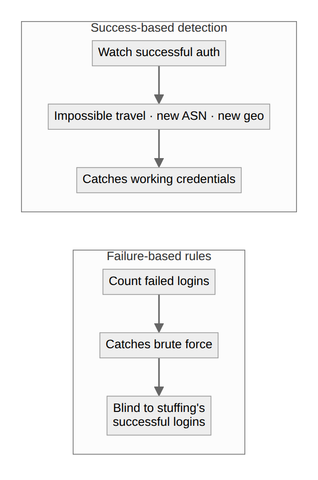 Success-based detection
Watch successful auth
Impossible travel · new ASN · new geo
Catches working credentials
Failure-based rules
Count failed logins
Catches brute force
Blind to stuffing's
successful logins